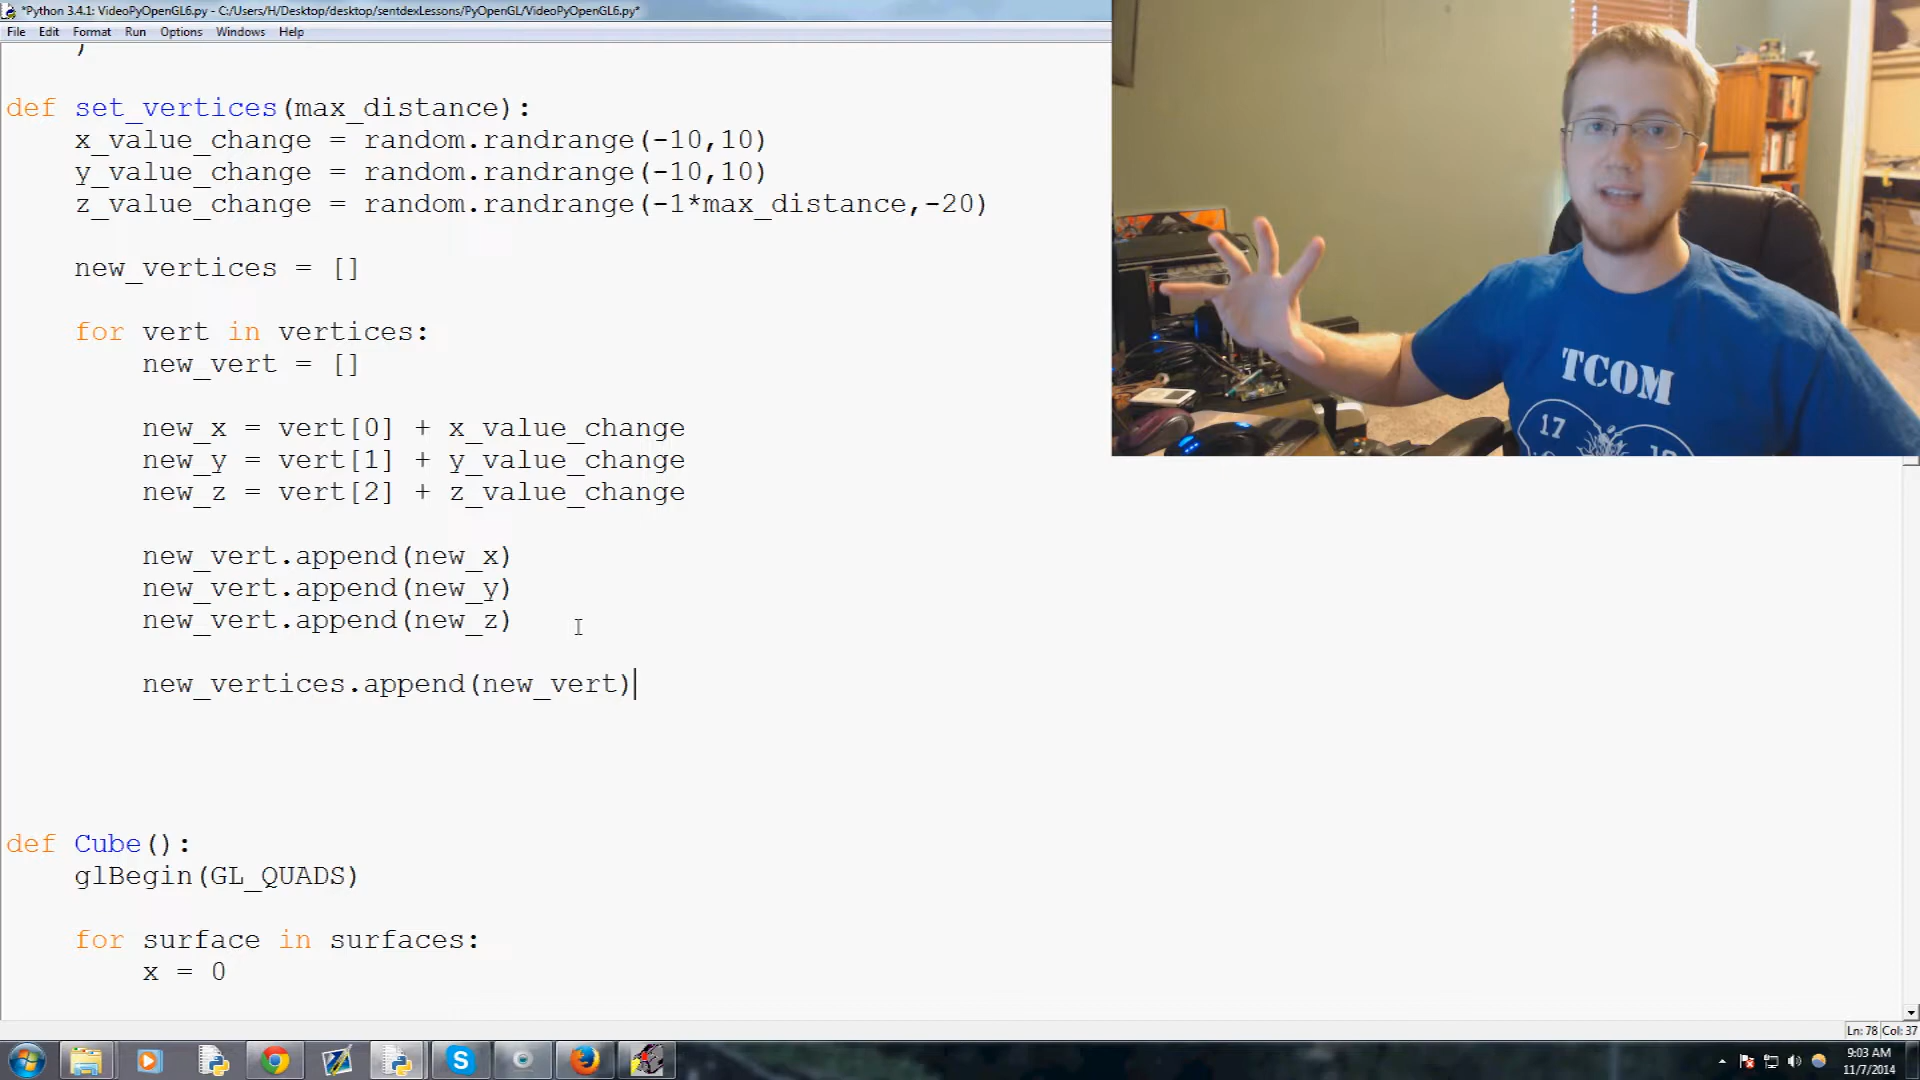 *Python 3.4.1: VideoPyOpenGL6.py - C:/Users/H/Desktop/desktop/sentdexLessons/PyOpenGL/VideoPyOpenGL6.py*
File Edit Format Run Options Windows Help
)
def set_vertices(max_distance):
x_value_change = random.randrange(-10,10)
y_value_change = random.randrange(-10,10)
z_value_change = random.randrange(-1*max_distance,-20)
new_vertices = []
for vert in vertices:
new_vert = []
new_x = vert[0] + x_value_change
new_y = vert[1] + y_value_change
new_z = vert[2] + z_value_change
new_vert.append(new_x)
new_vert.append(new_y)
new_vert.append(new_z)
new_vertices.append(new_vert)
def Cube():
glBegin(GL_QUADS)
for surface in surfaces:
x = 0
TCOM
17
Ln: 78 Col: 37
9:03 AM
11/7/2014